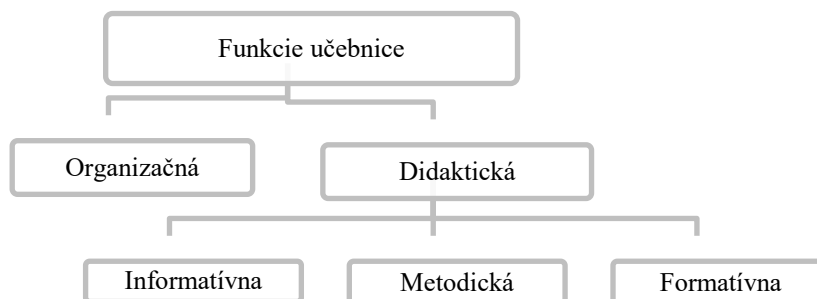 Funkcie učebnice
Organizačná
Didaktická
Informatívna
Metodická
Formatívna